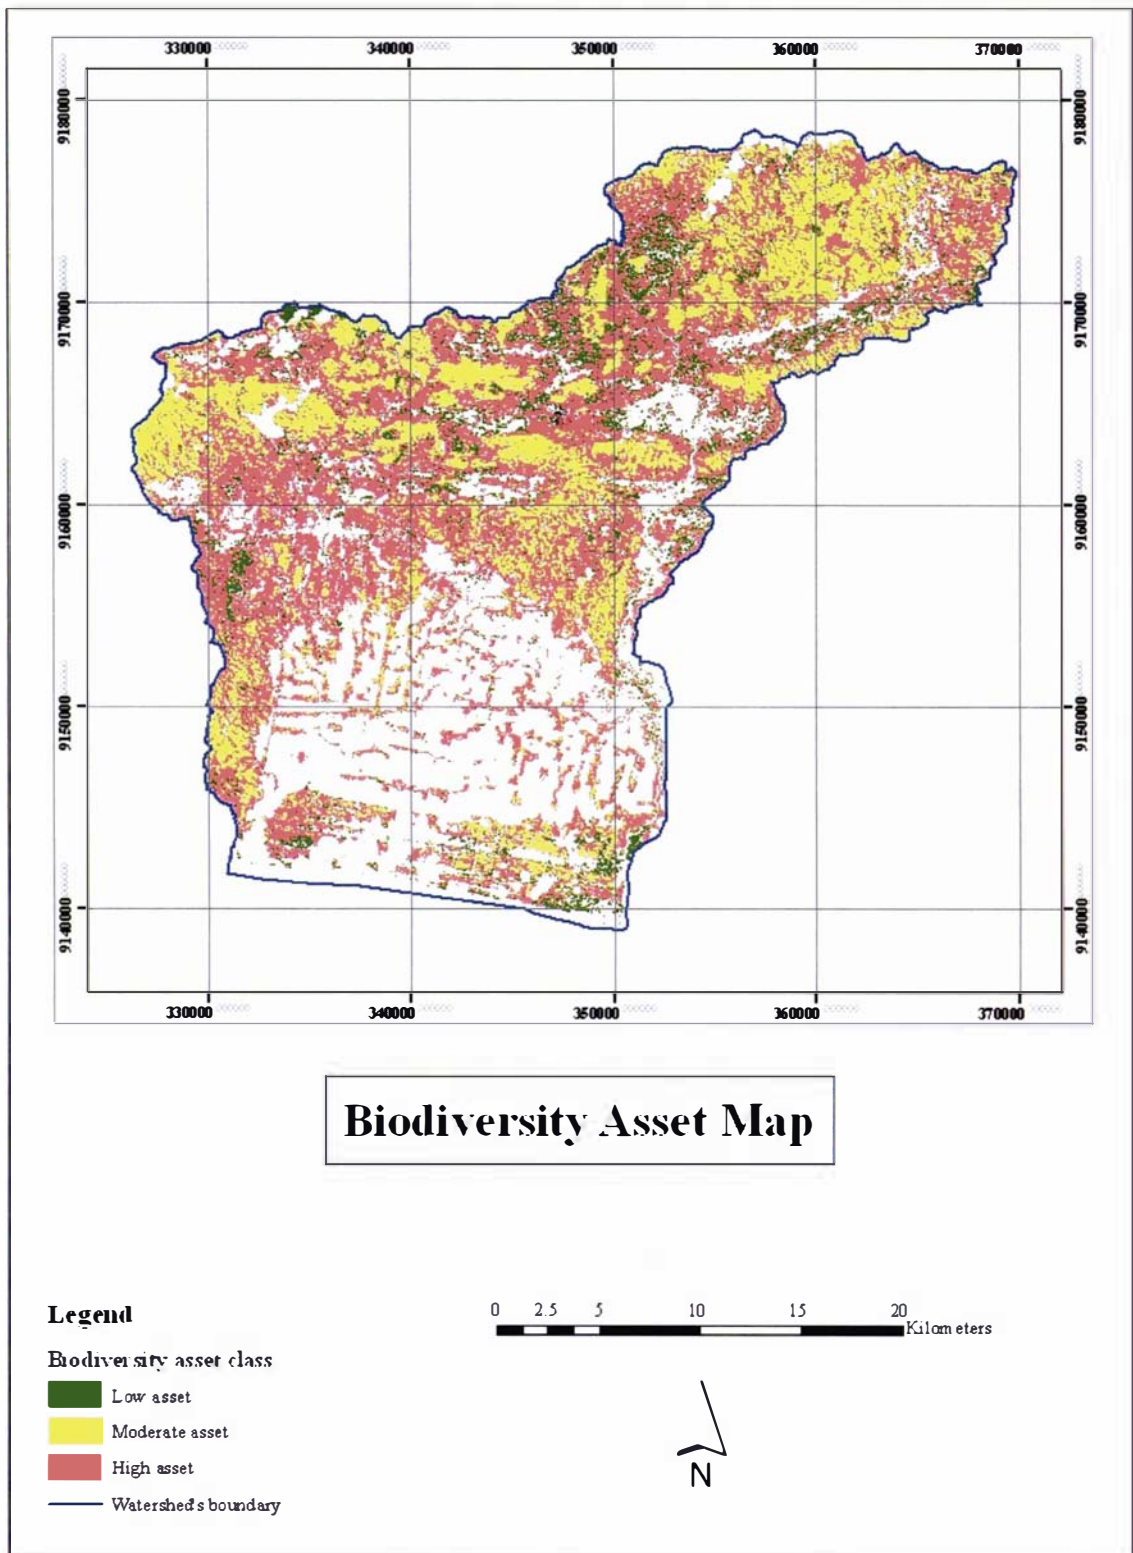 330000 340000 350000 360000 370000
9180000 9180000
9170000 9170000
9160000 9160000
9150000 9150000
9140000 9140000
330000 340000 350000 360000 370000
Biodiversity Asset Map
Legend
Biodiversity asset class
Low asset
Moderate asset
High asset
Watershed's boundary
0 2.5 5 10 15 20
Kilometers
N